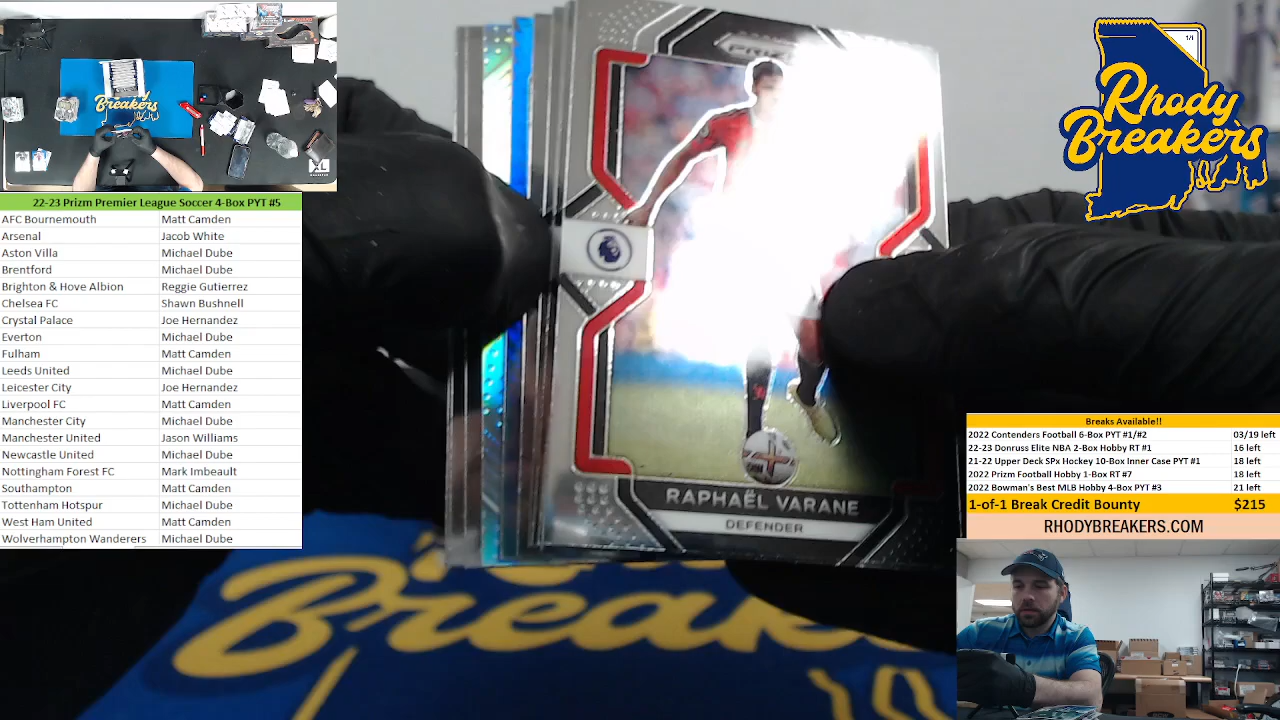 Breakers
XL
22-23 Prizm Premier League Soccer 4-Box PYT #5
AFC Bournemouth Matt Camden
Arsenal Jacob White
Aston Villa Michael Dube
Brentford Michael Dube
Brighton & Hove Albion Reggie Gutierrez
Chelsea FC Shawn Bushnell
Crystal Palace Joe Hernandez
Everton Michael Dube
Fulham Matt Camden
Leeds United Michael Dube
Leicester City Joe Hernandez
Liverpool FC Matt Camden
Manchester City Michael Dube
Manchester United Jason Williams
Newcastle United Michael Dube
Nottingham Forest FC Mark Imbeault
Southampton Matt Camden
Tottenham Hotspur Michael Dube
West Ham United Matt Camden
Wolverhampton Wanderers Michael Dube
PRIZM
RAPHAËL VARANE
DEFENDER
Breakers
1/1
Rhody
Breakers
Breaks Available!!
2022 Contenders Football 6-Box PYT #1/#2 03/19 left
22-23 Donruss Elite NBA 2-Box Hobby RT #1 16 left
21-22 Upper Deck SPx Hockey 10-Box Inner Case PYT #1 18 left
2022 Prizm Football Hobby 1-Box RT #7 18 left
2022 Bowman's Best MLB Hobby 4-Box PYT #3 21 left
1-of-1 Break Credit Bounty $215
RHODYBREAKERS.COM